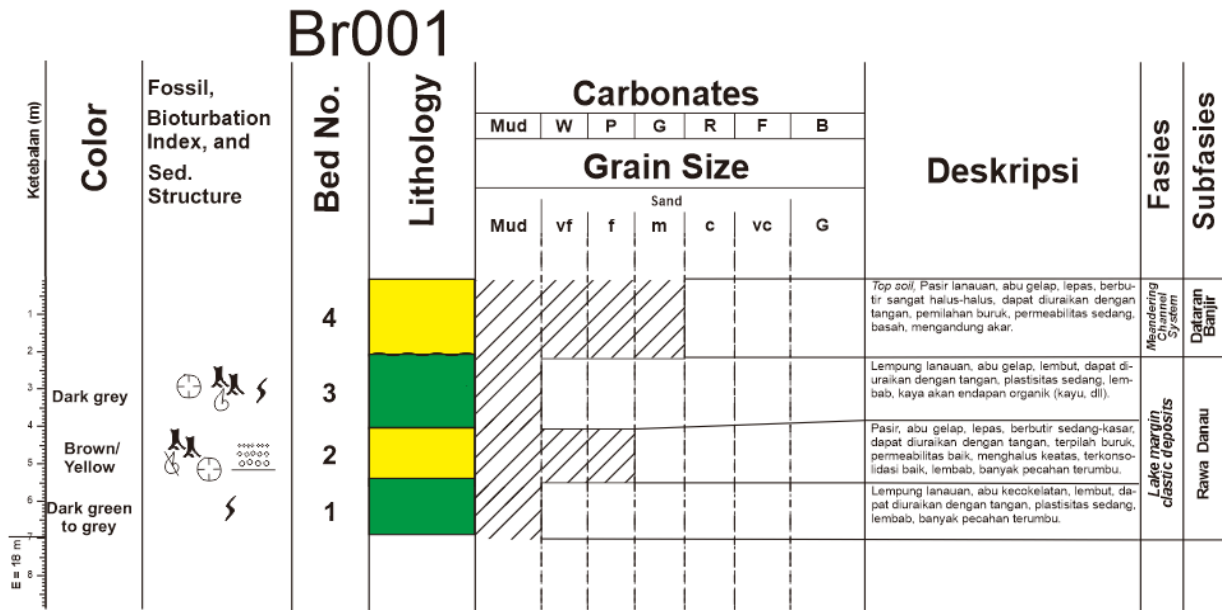 Br001
Ketebalan (m)
Color
Fossil,
Bioturbation
Index, and
Sed.
Structure
Bed No.
Lithology
Carbonates
Mud W P G R F B
Grain Size
Sand
Mud vf f m c vc G
Deskripsi
Fasies
Subfasies
1
2
3
4
5
6
7
8
E = 18 m
4
Top soil, Pasir lanauan, abu gelap, lepas, berbu-
tir sangat halus-halus, dapat diuraikan dengan
tangan, pemilahan buruk, permeabilitas sedang,
basah, mengandung akar.
Meandering
Channel
System
Dataran
Banjir
Dark grey
3
Lempung lanauan, abu gelap, lembut, dapat di-
uraikan dengan tangan, plastisitas sedang, lem-
bab, kaya akan endapan organik (kayu, dll).
Brown/
Yellow
2
Pasir, abu gelap, lepas, berbutir sedang-kasar,
dapat diuraikan dengan tangan, terpilah buruk,
permeabilitas baik, menghalus keatas, terkonso-
lidasi baik, lembab, banyak pecahan terumbu.
Dark green
to grey
1
Lempung lanauan, abu kecokelatan, lembut, da-
pat diuraikan dengan tangan, plastisitas sedang,
lembab, banyak pecahan terumbu.
Lake margin
clastic deposits
Rawa Danau